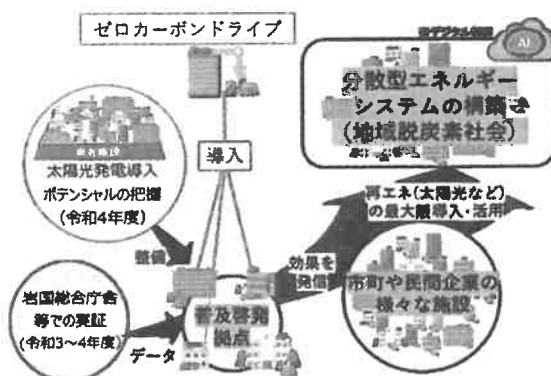 ゼロカーボンドライブ
AI
分散型エネルギー
システムの構築
(地域脱炭素社会)
導入
太陽光発電導入
ポテンシャルの把握
(令和4年度)
再エネ(太陽光など)
の最大限導入・活用
整備
効果を
発信
岩国総合庁舎
等での実証
(令和3～4年度)
データ
普及啓発
拠点
市町や民間企業の
様々な施設